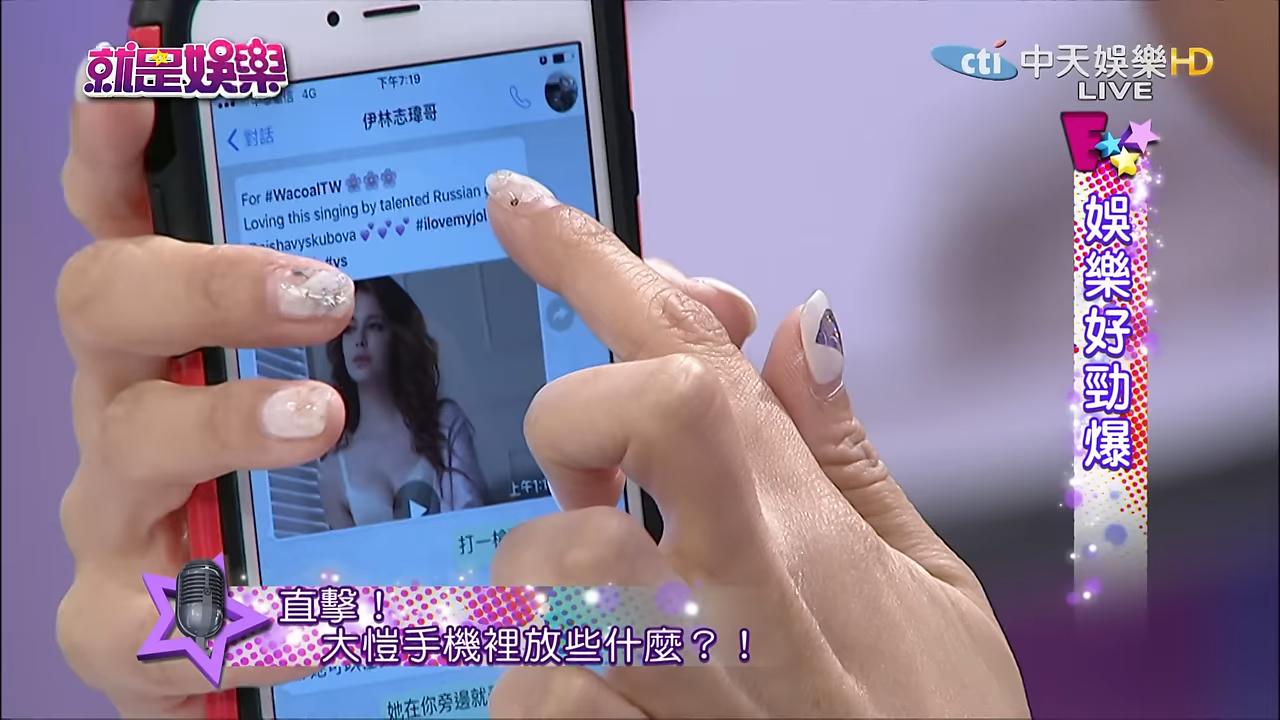 就是娛樂
cti 中天娛樂HD
LIVE
E
娛樂好勁爆
4G
下午7:19
對話
伊林志瑋哥
For #WacoalTW 🌸🌸🌸
Loving this singing by talented Russian
💕💕💕
#vs
打一
她在你旁邊就
直擊！
大愷手機裡放些什麼？！